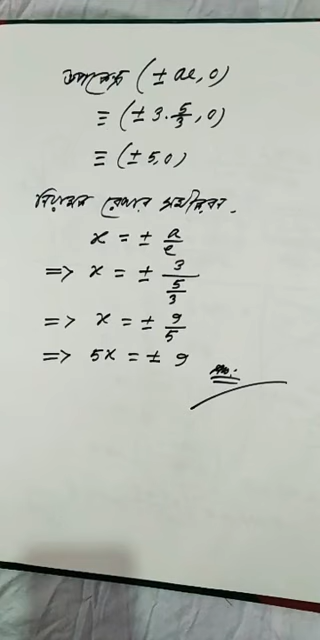 উপকেন্দ্র (± ae, 0)
≡ (± 3·5/3, 0)
≡ (± 5, 0)
নিয়ামক রেখার সমীকরণ,
x = ± a/e
=> x = ± 3/(5/3)
=> x = ± 9/5
=> 5x = ± 9
Ans: